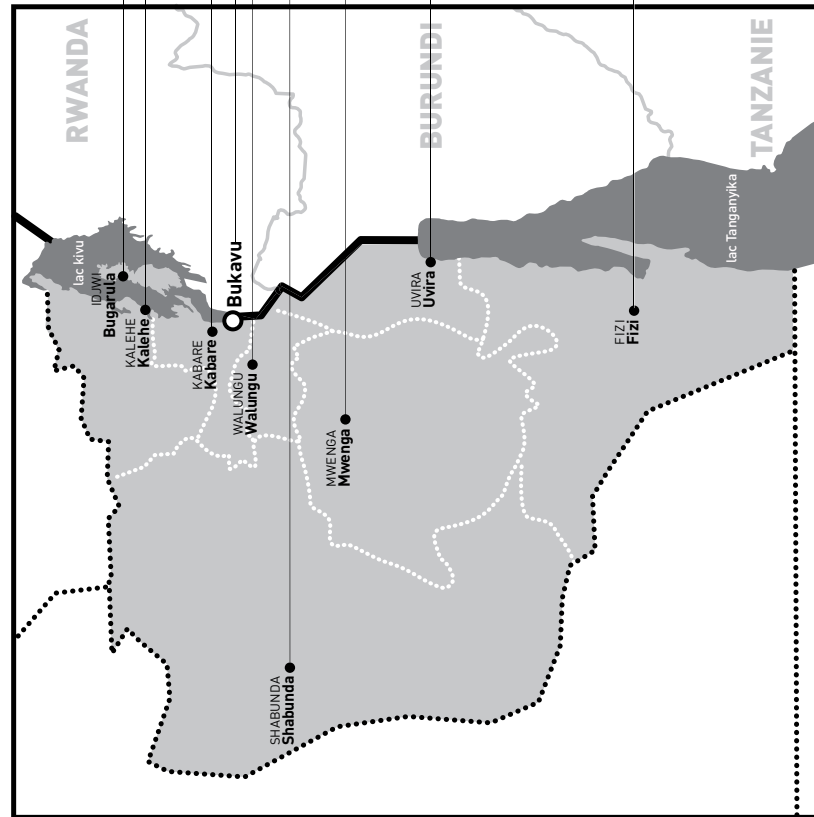 RWANDA
BURUNDI
TANZANIE
lac kivu
lac Tanganyika
IDJWI
Bugarula
KALEHE
Kalehe
KABARE
Kabare
Bukavu
WALUNGU
Walungu
SHABUNDA
Shabunda
MWENGA
Mwenga
UVIRA
Uvira
FIZI
Fizi